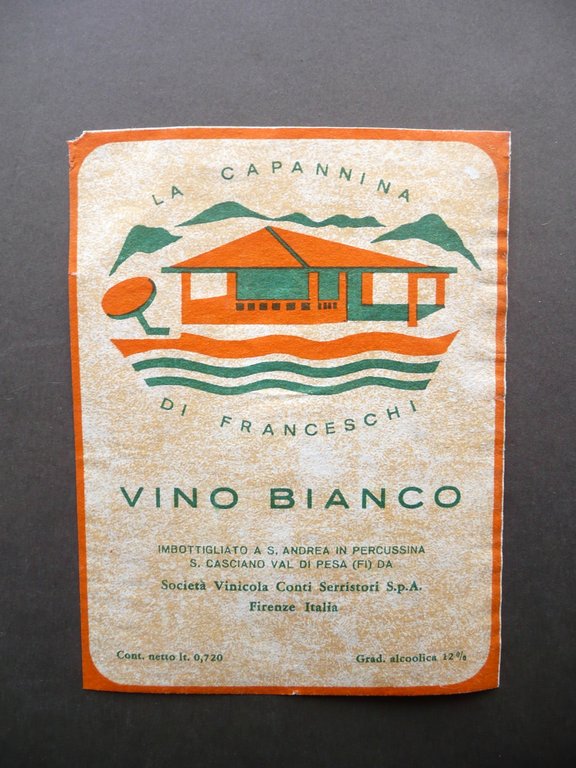 LA CAPANNINA
DI FRANCESCHI
VINO BIANCO
IMBOTTIGLIATO A S. ANDREA IN PERCUSSINA
S. CASCIANO VAL DI PESA (FI) DA
Società Vinicola Conti Serristori S.p.A.
Firenze Italia
Cont. netto lt. 0,720
Grad. alcoolica 12 %